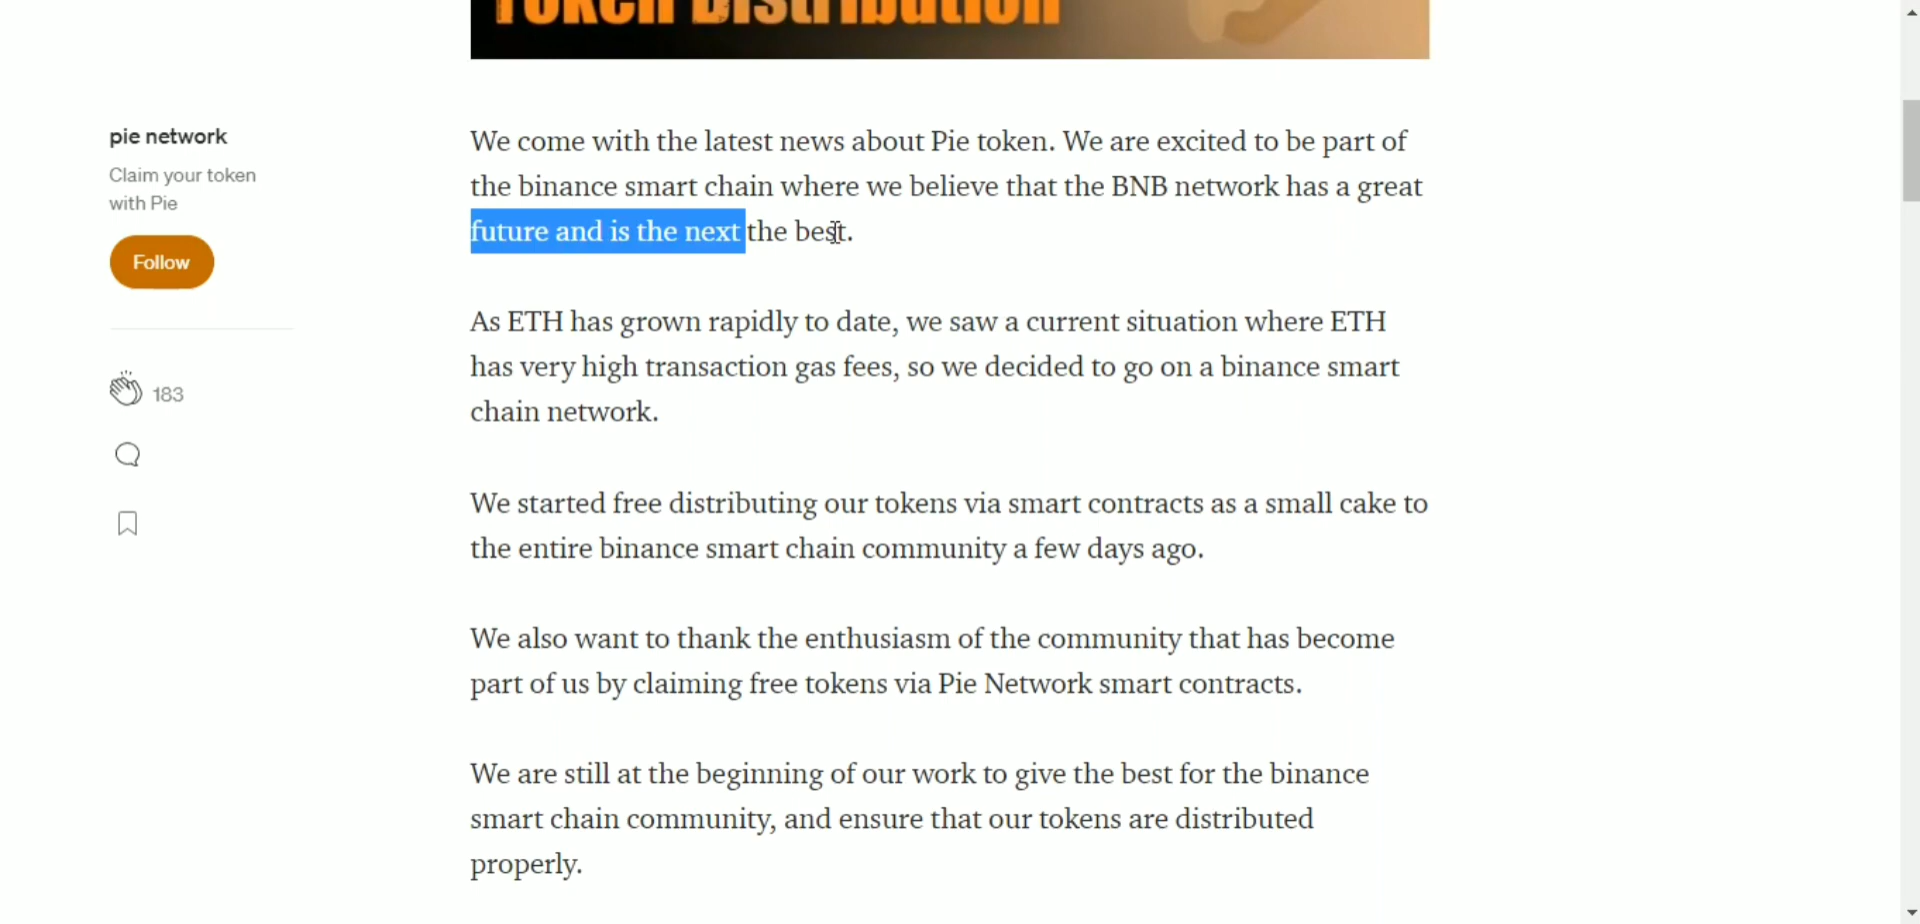 Token Distribution
pie network
Claim your token
with Pie
Follow
183
We come with the latest news about Pie token. We are excited to be part of
the binance smart chain where we believe that the BNB network has a great
future and is the next the best.
As ETH has grown rapidly to date, we saw a current situation where ETH
has very high transaction gas fees, so we decided to go on a binance smart
chain network.
We started free distributing our tokens via smart contracts as a small cake to
the entire binance smart chain community a few days ago.
We also want to thank the enthusiasm of the community that has become
part of us by claiming free tokens via Pie Network smart contracts.
We are still at the beginning of our work to give the best for the binance
smart chain community, and ensure that our tokens are distributed
properly.